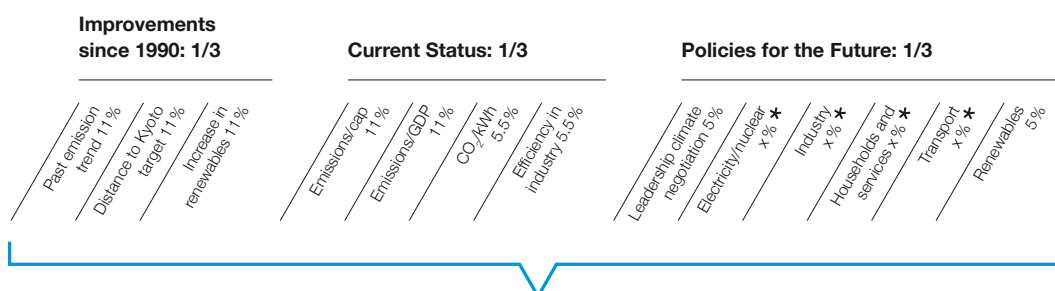 Improvements
since 1990: 1/3
Current Status: 1/3
Policies for the Future: 1/3
Past emission
trend 11%
Distance to Kyoto
target 11%
Increase in
renewables 11%
Emissions/cap
11%
Emissions/GDP
11%
CO₂/kWh
5.5%
Efficiency in
industry 5.5%
Leadership climate
negotiation 5%
Electricity/nuclear
x%*
Industry
x%*
Households and
services x%*
Transport
x%*
Renewables
5%